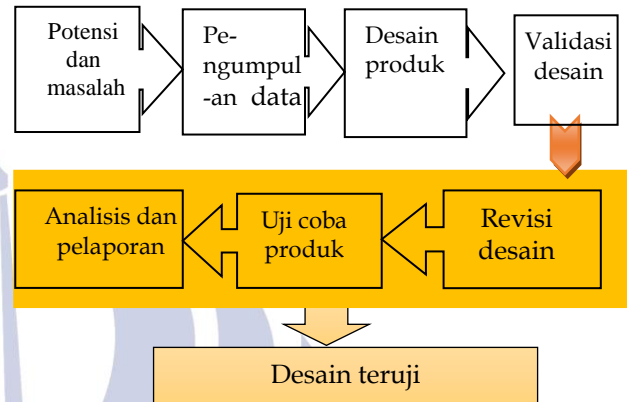 Potensi
dan
masalah
Pe-
ngumpul
-an data
Desain
produk
Validasi
desain
Revisi
desain
Uji coba
produk
Analisis dan
pelaporan
Desain teruji